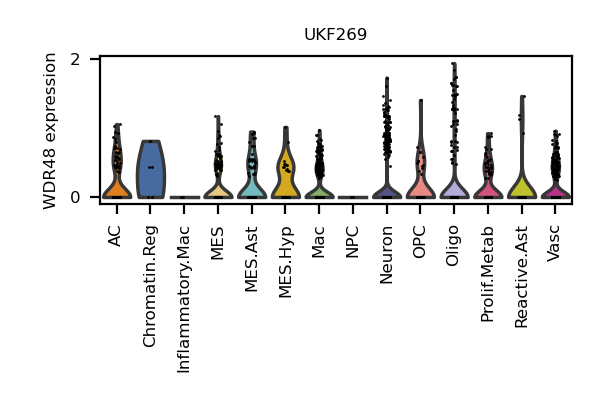 UKF269
WDR48 expression
2
0
AC
Chromatin.Reg
Inflammatory.Mac
MES
MES.Ast
MES.Hyp
Mac
NPC
Neuron
OPC
Oligo
Prolif.Metab
Reactive.Ast
Vasc